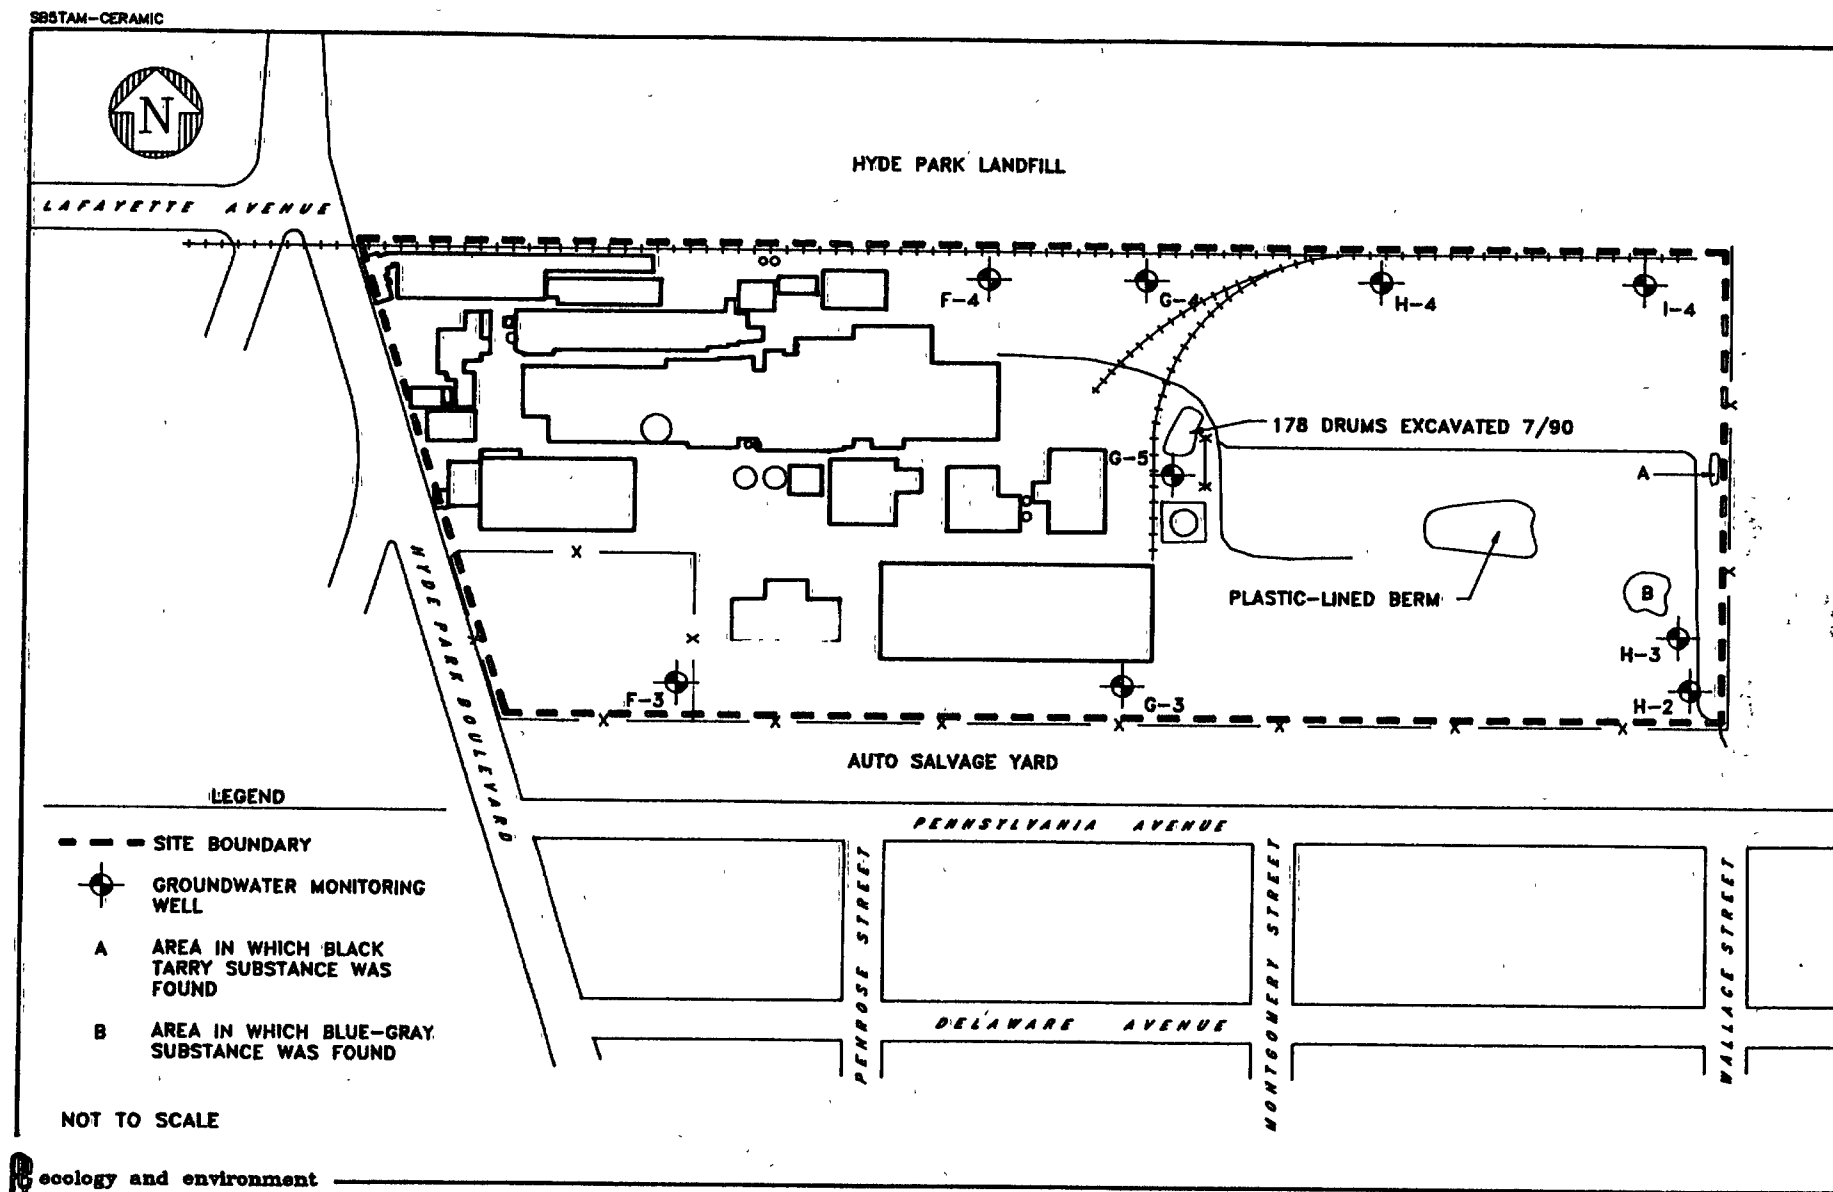 SB5TAM-CERAMIC
N
HYDE PARK LANDFILL
LAFAYETTE AVENUE
F-4
G-4
H-4
I-4
178 DRUMS EXCAVATED 7/90
G-5
A
PLASTIC-LINED BERM
B
H-3
HYDE PARK BOULEVARD
F-3
G-3
H-2
AUTO SALVAGE YARD
PENNSYLVANIA AVENUE
PENROSE STREET
MONTGOMERY STREET
WALLACE STREET
DELAWARE AVENUE
LEGEND
SITE BOUNDARY
GROUNDWATER MONITORING
WELL
A AREA IN WHICH BLACK
TARRY SUBSTANCE WAS
FOUND
B AREA IN WHICH BLUE-GRAY
SUBSTANCE WAS FOUND
NOT TO SCALE
ecology and environment